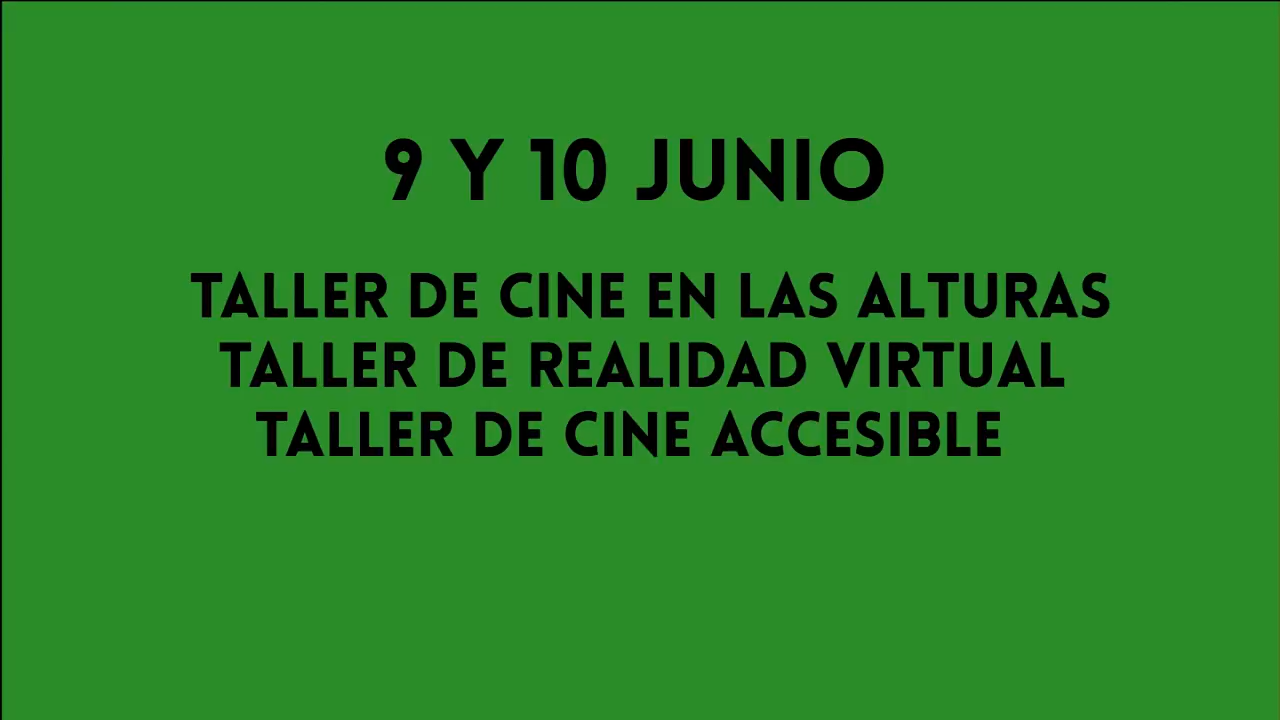 9 Y 10 JUNIO
TALLER DE CINE EN LAS ALTURAS
TALLER DE REALIDAD VIRTUAL
TALLER DE CINE ACCESIBLE